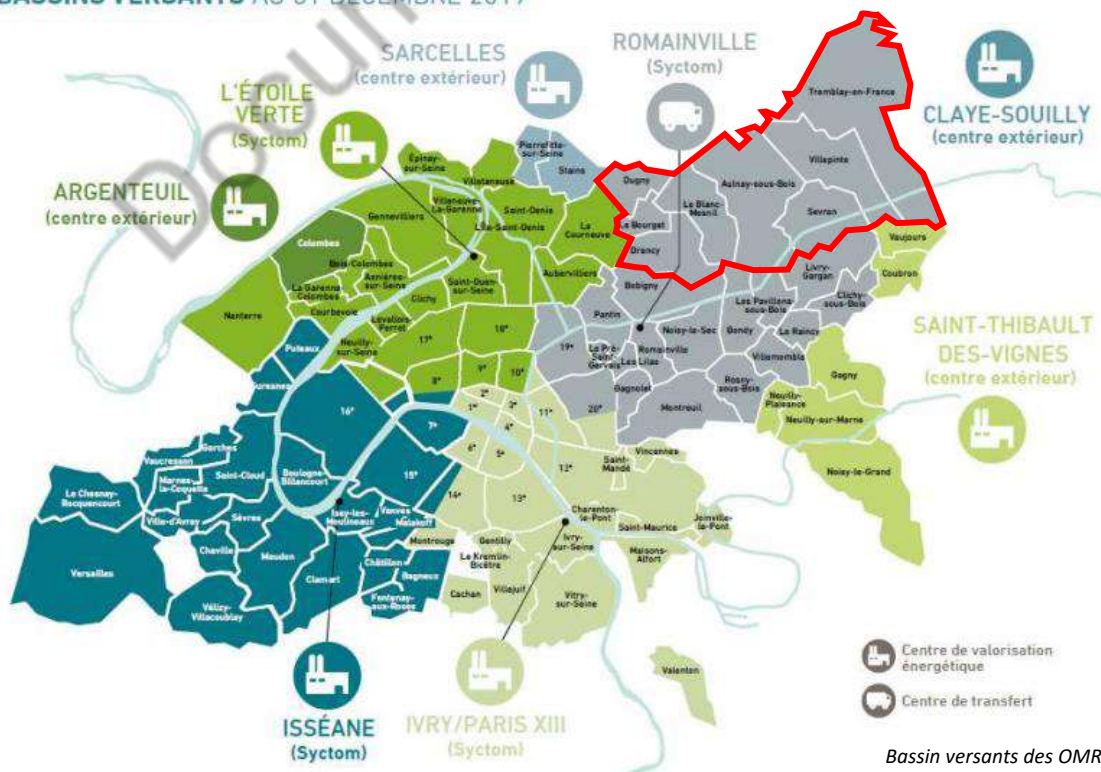 BASSINS VERSANTS AU 31 DÉCEMBRE 2019
Docum
SARCELLES
(centre extérieur)
ROMAINVILLE
(Syctom)
L'ÉTOILE
VERTE
(Syctom)
CLAYE-SOUILLY
(centre extérieur)
ARGENTEUIL
(centre extérieur)
SAINT-THIBAULT
DES-VIGNES
(centre extérieur)
ISSÉANE
(Syctom)
IVRY/PARIS XIII
(Syctom)
Tremblay-en-France
Villepinte
Aulnay-sous-Bois
Sevran
Le Blanc-
Mesnil
Dugny
Le Bourget
Drancy
Vaujours
Coubron
Livry-
Gargan
Clichy-
sous-Bois
Les Pavillons-
sous-Bois
Le Raincy
Bondy
Villemomble
Bobigny
Pantin
Noisy-le-Sec
Romainville
Le Pré-
Saint-
Gervais
Les Lilas
Bagnolet
Rosny-
sous-Bois
Montreuil
19e
20e
Gagny
Neuilly-
Plaisance
Neuilly-sur-Marne
Noisy-le-Grand
Pierrefitte-
sur-Seine
Stains
Épinay-
sur-Seine
Villetaneuse
Villeneuve-
La-Garenne
Saint-Denis
L'Île-Saint-Denis
La
Courneuve
Aubervilliers
Gennevilliers
Colombes
Bois-Colombes
Asnières-
sur-Seine
La Garenne-
Colombes
Courbevoie
Clichy
Saint-Ouen-
sur-Seine
Levallois-
Perret
Nanterre
Neuilly-
sur-Seine
17e
18e
8e
9e
10e
Puteaux
Suresnes
16e
7e
15e
Garches
Vaucresson
Marnes-
la-Coquette
Saint-Cloud
Boulogne-
Billancourt
Le Chesnay-
Rocquencourt
Ville-d'Avray
Sèvres
Issy-les-
Moulineaux
Vanves
Malakoff
Versailles
Chaville
Meudon
Clamart
Châtillon
Bagneux
Fontenay-
aux-Roses
Vélizy-
Villacoublay
1er
2e
3e
4e
5e
6e
11e
12e
13e
14e
Saint-
Mandé
Vincennes
Charenton-
le-Pont
Saint-Maurice
Joinville-
le-Pont
Maisons-
Alfort
Montrouge
Gentilly
Le Kremlin-
Bicêtre
Ivry-
sur-Seine
Cachan
Villejuif
Vitry-
sur-Seine
Valenton
Centre de valorisation
énergétique
Centre de transfert
Bassin versants des OMR